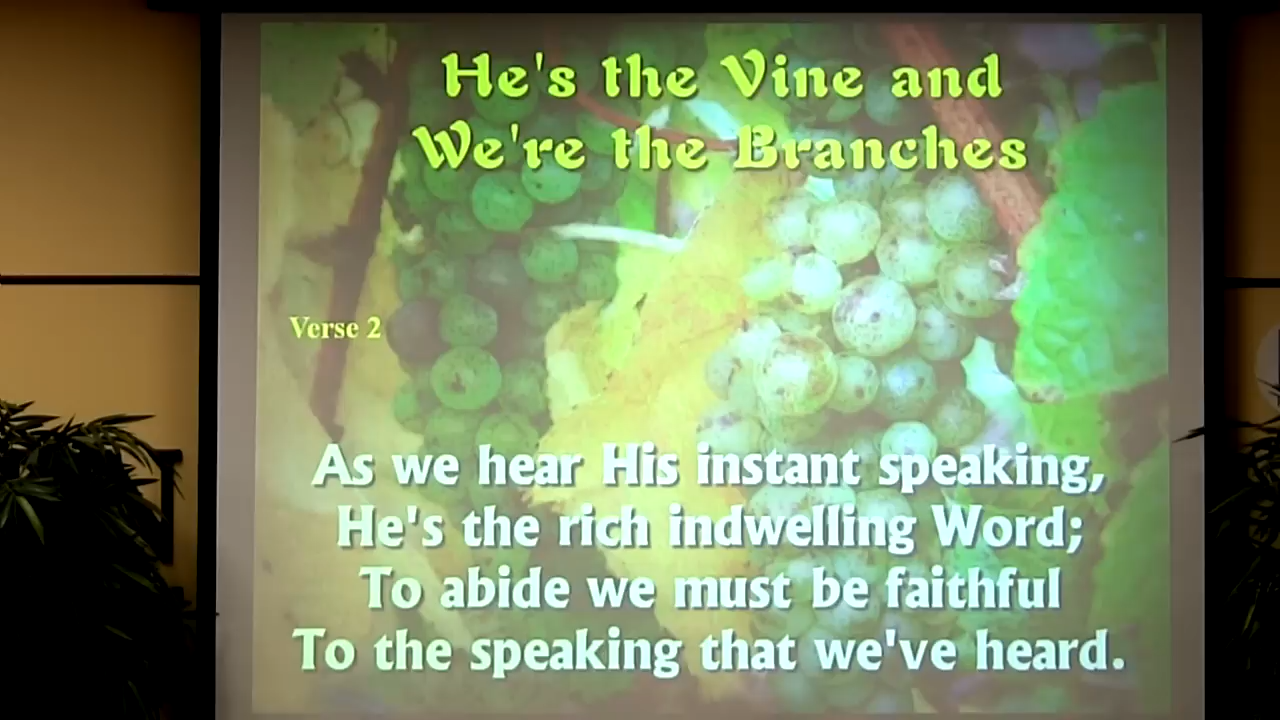 He's the Vine and
We're the Branches
Verse 2
As we hear His instant speaking,
He's the rich indwelling Word;
To abide we must be faithful
To the speaking that we've heard.